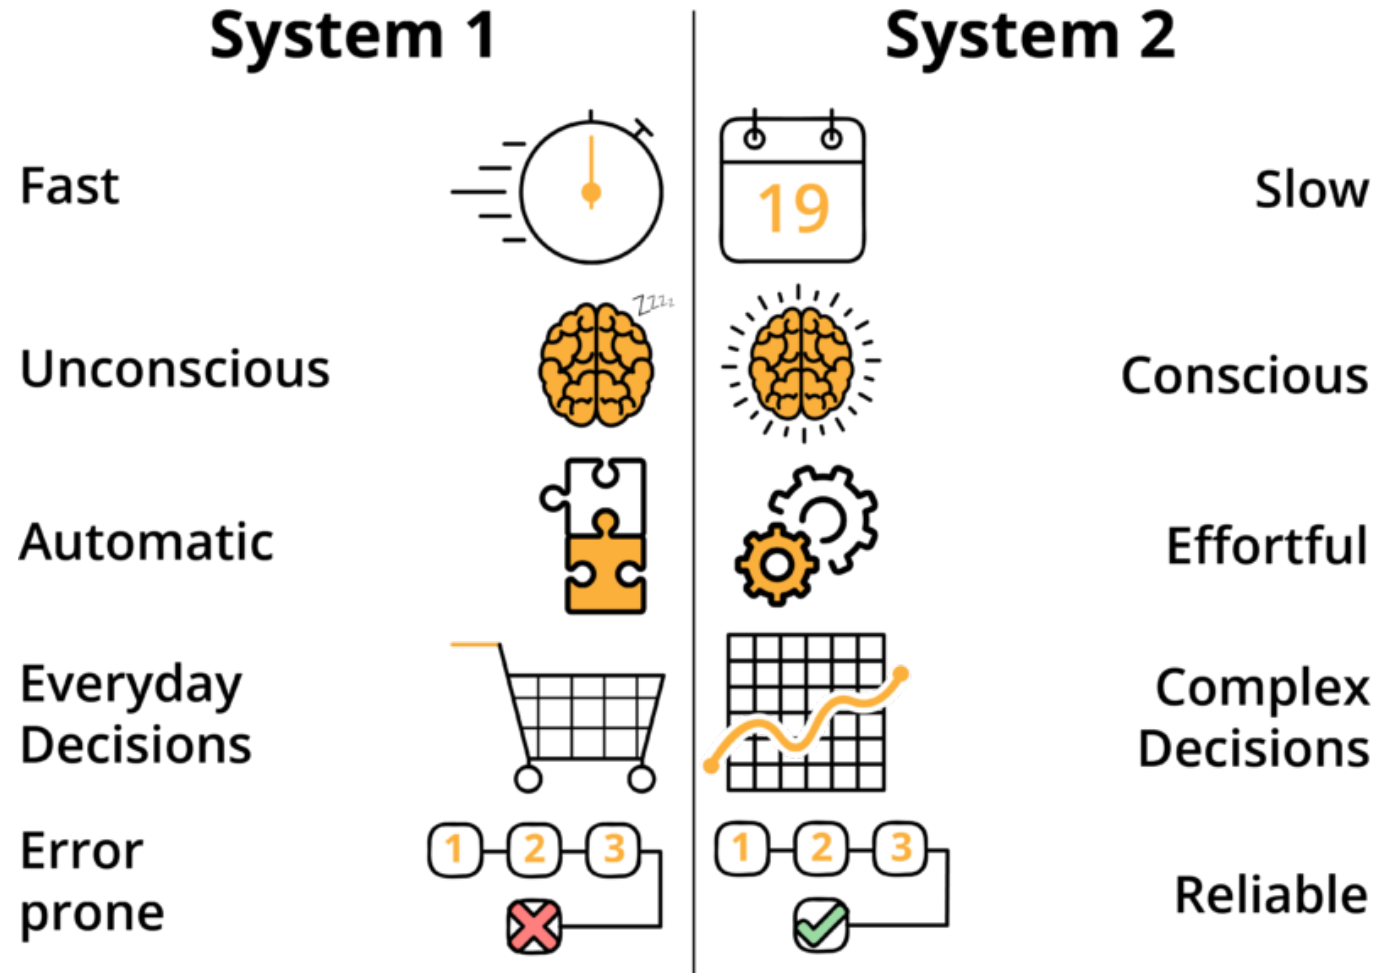 System 1
System 2
Fast
19
Slow
Zzzz
Unconscious
Conscious
Automatic
Effortful
Everyday
Decisions
Complex
Decisions
Error
prone
1 2 3
1 2 3
Reliable